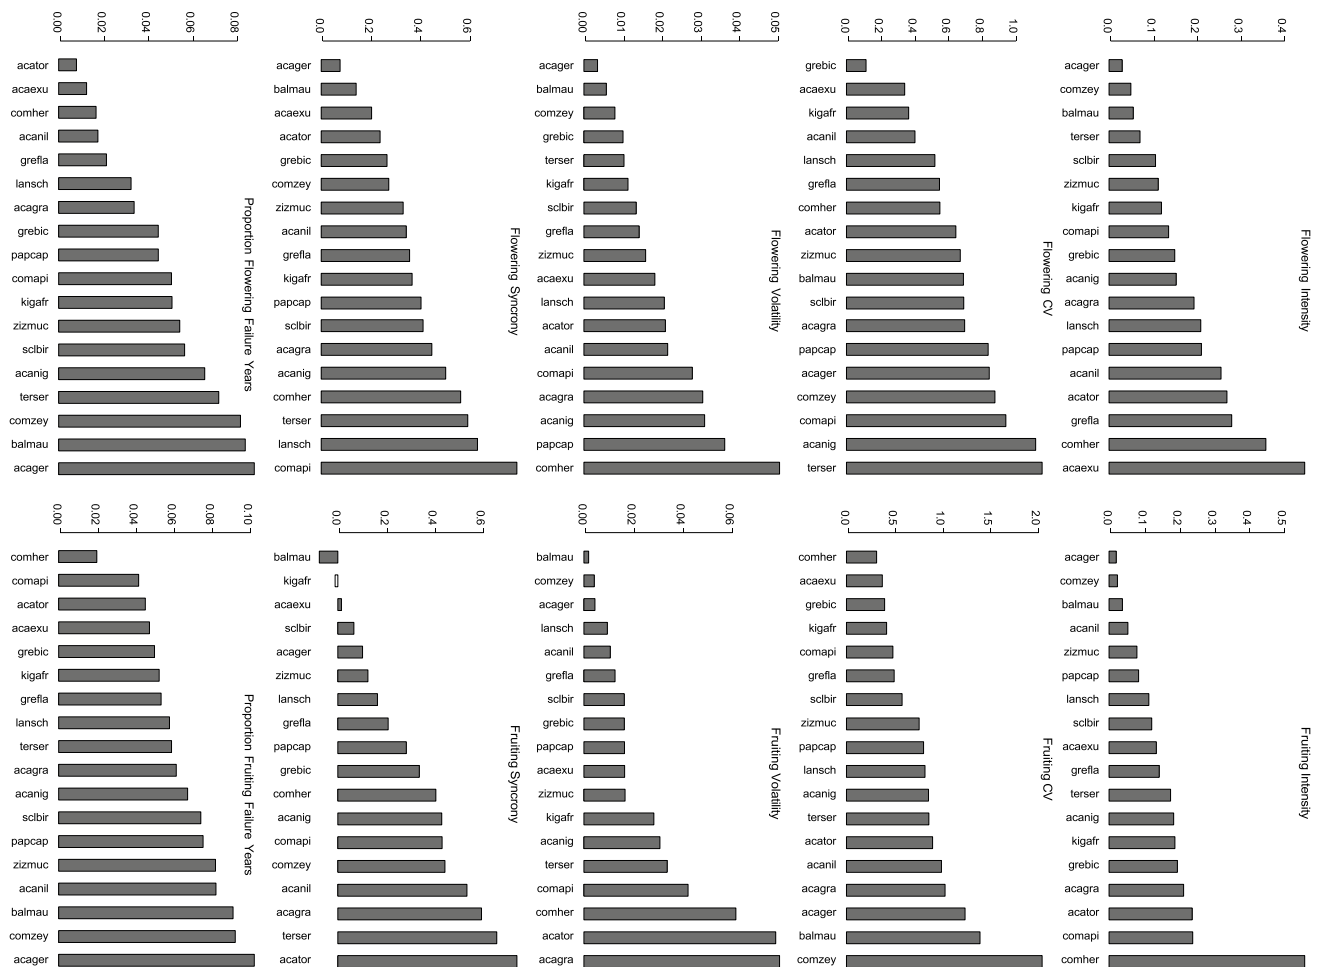 0.00 0.02 0.04 0.06 0.08
acator
acaexu
comher
acanil
grefla
lansch
acagra
grebic
papcap
comapi
kigafr
zizmuc
sclbir
acanig
terser
comzey
balmau
acager
Proportion Flowering Failure Years
0.0 0.2 0.4 0.6
acager
balmau
acaexu
acator
grebic
comzey
zizmuc
acanil
grefla
kigafr
papcap
sclbir
acagra
acanig
comher
terser
lansch
comapi
Flowering Syncrony
0.00 0.01 0.02 0.03 0.04 0.05
acager
balmau
comzey
grebic
terser
kigafr
sclbir
grefla
zizmuc
acaexu
lansch
acator
acanil
comapi
acagra
acanig
papcap
comher
Flowering Volatility
0.0 0.2 0.4 0.6 0.8 1.0
grebic
acaexu
kigafr
acanil
lansch
grefla
comher
acator
zizmuc
balmau
sclbir
acagra
papcap
acager
comzey
comapi
acanig
terser
Flowering CV
0.0 0.1 0.2 0.3 0.4
acager
comzey
balmau
terser
sclbir
zizmuc
kigafr
comapi
grebic
acanig
acagra
lansch
papcap
acanil
acator
grefla
comher
acaexu
Flowering Intensity
0.00 0.02 0.04 0.06 0.08 0.10
comher
comapi
acator
acaexu
grebic
kigafr
grefla
lansch
terser
acagra
acanig
sclbir
papcap
zizmuc
acanil
balmau
comzey
acager
Proportion Fruiting Failure Years
0.0 0.2 0.4 0.6
balmau
kigafr
acaexu
sclbir
acager
zizmuc
lansch
grefla
papcap
grebic
comher
acanig
comapi
comzey
acanil
acagra
terser
acator
Fruiting Syncrony
0.00 0.02 0.04 0.06
balmau
comzey
acager
lansch
acanil
grefla
sclbir
grebic
papcap
acaexu
zizmuc
kigafr
acanig
terser
comapi
comher
acator
acagra
Fruiting Volatility
0.0 0.5 1.0 1.5 2.0
comher
acaexu
grebic
kigafr
comapi
grefla
sclbir
zizmuc
papcap
lansch
acanig
terser
acator
acanil
acagra
acager
balmau
comzey
Fruiting CV
0.0 0.1 0.2 0.3 0.5
acager
comzey
balmau
acanil
zizmuc
papcap
lansch
sclbir
acaexu
grefla
terser
acanig
kigafr
grebic
acagra
acator
comapi
comher
Fruiting Intensity